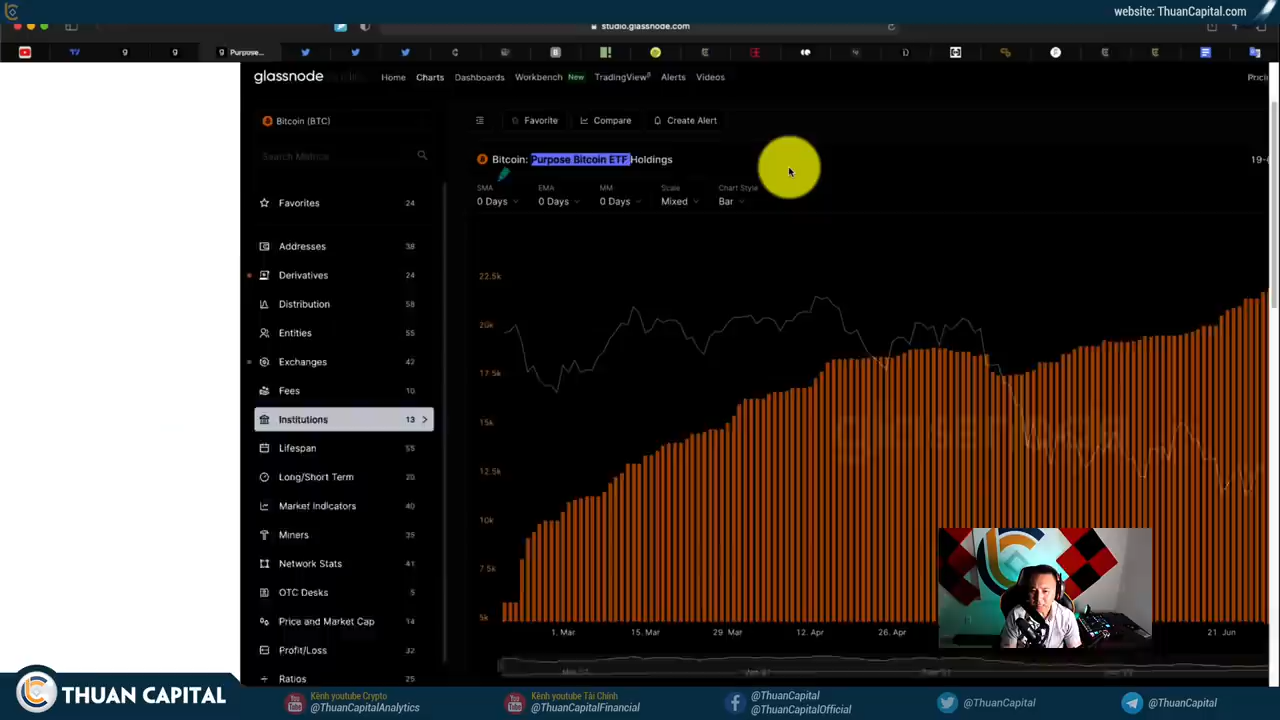 website: ThuanCapital.com
studio.glassnode.com
Purpose...
glassnode
Home
Charts
Dashboards
Workbench New
TradingView
Alerts
Videos
Bitcoin (BTC)
Favorite
Compare
Create Alert
Search Metrics
Bitcoin: Purpose Bitcoin ETF Holdings
SMA
EMA
MM
Scale
Chart Style
0 Days
0 Days
0 Days
Mixed
Bar
Favorites 24
Addresses 38
Derivatives 24
Distribution 58
Entities 55
Exchanges 42
Fees 10
Institutions 13
Lifespan 55
Long/Short Term 20
Market Indicators 40
Miners 35
Network Stats 41
OTC Desks 5
Price and Market Cap 14
Profit/Loss 32
Ratios 25
22.5k
20k
17.5k
15k
12.5k
10k
7.5k
5k
1. Mar
15. Mar
29 Mar
12. Apr
26. Apr
21 Jun
THUAN CAPITAL
Kênh youtube Crypto
@ThuanCapitalAnalytics
Kênh youtube Tài Chính
@ThuanCapitalFinancial
@ThuanCapital
@ThuanCapitalOfficial
@ThuanCapital
@ThuanCapital